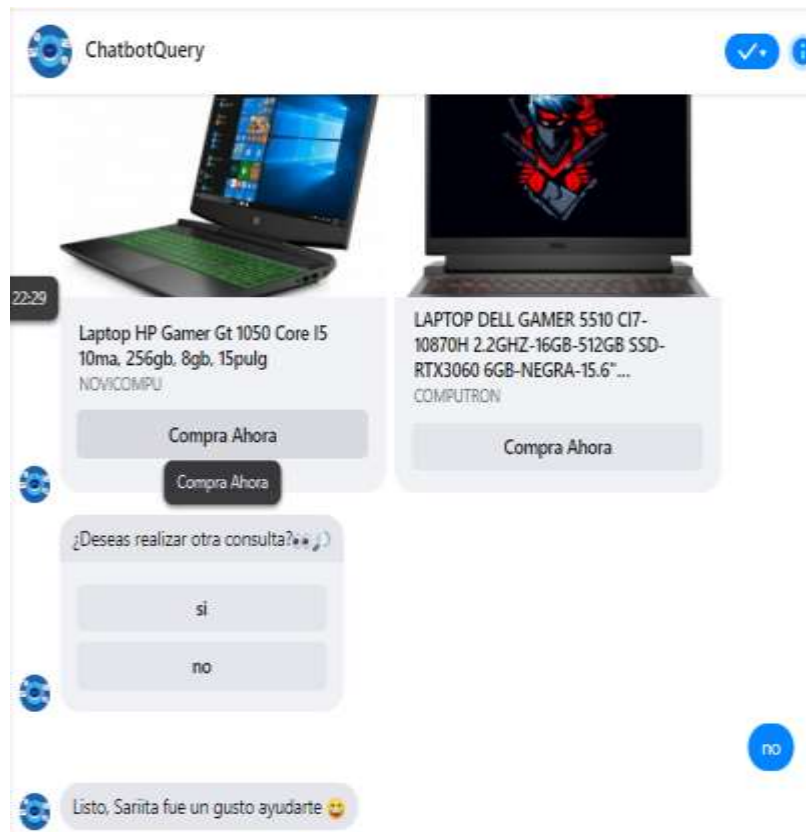 ChatbotQuery
22:29
Laptop HP Gamer Gt 1050 Core I5
10ma, 256gb, 8gb, 15pulg
NOVICOMPU
Compra Ahora
Compra Ahora
LAPTOP DELL GAMER 5510 CI7-
10870H 2.2GHZ-16GB-512GB SSD-
RTX3060 6GB-NEGRA-15.6"...
COMPUTRON
Compra Ahora
¿Deseas realizar otra consulta?👀🔎
si
no
no
Listo, Sariita fue un gusto ayudarte 😀